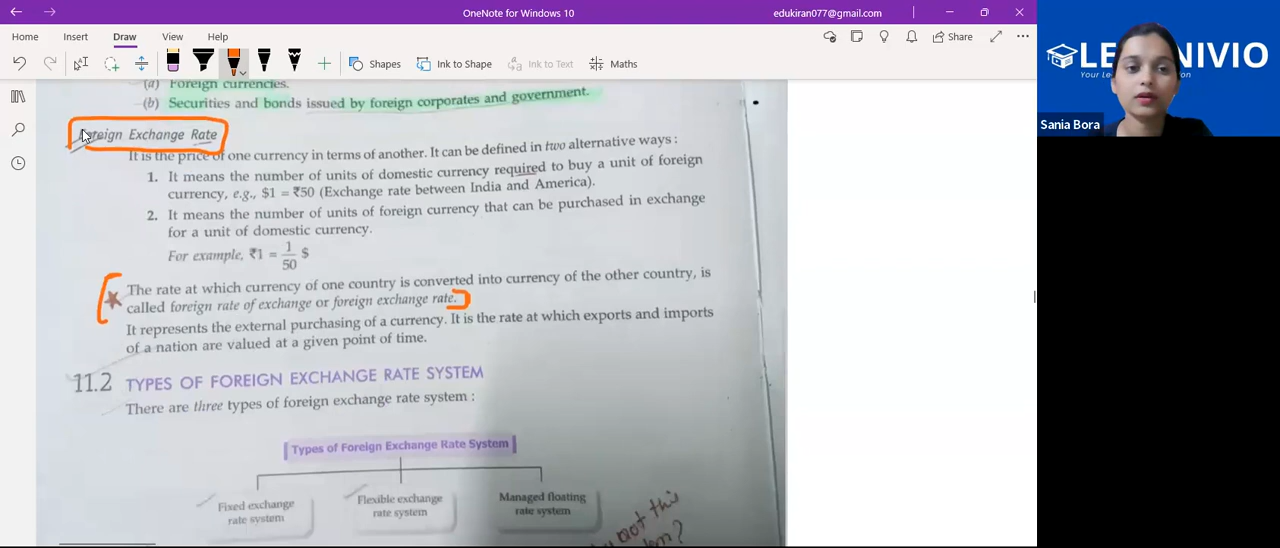 OneNote for Windows 10
edukiran077@gmail.com
Home Insert Draw View Help
Share
Shapes Ink to Shape Ink to Text Maths
(a) Foreign currencies.
(b) Securities and bonds issued by foreign corporates and government.
Foreign Exchange Rate
It is the price of one currency in terms of another. It can be defined in two alternative ways :
1. It means the number of units of domestic currency required to buy a unit of foreign
currency, e.g., $1 = ₹50 (Exchange rate between India and America).
2. It means the number of units of foreign currency that can be purchased in exchange
for a unit of domestic currency.
For example, ₹1 = 1/50 $
The rate at which currency of one country is converted into currency of the other country, is
called foreign rate of exchange or foreign exchange rate.
It represents the external purchasing of a currency. It is the rate at which exports and imports
of a nation are valued at a given point of time.
11.2 TYPES OF FOREIGN EXCHANGE RATE SYSTEM
There are three types of foreign exchange rate system :
Types of Foreign Exchange Rate System
Fixed exchange
rate system
Flexible exchange
rate system
Managed floating
rate system
not this
Sania Bora